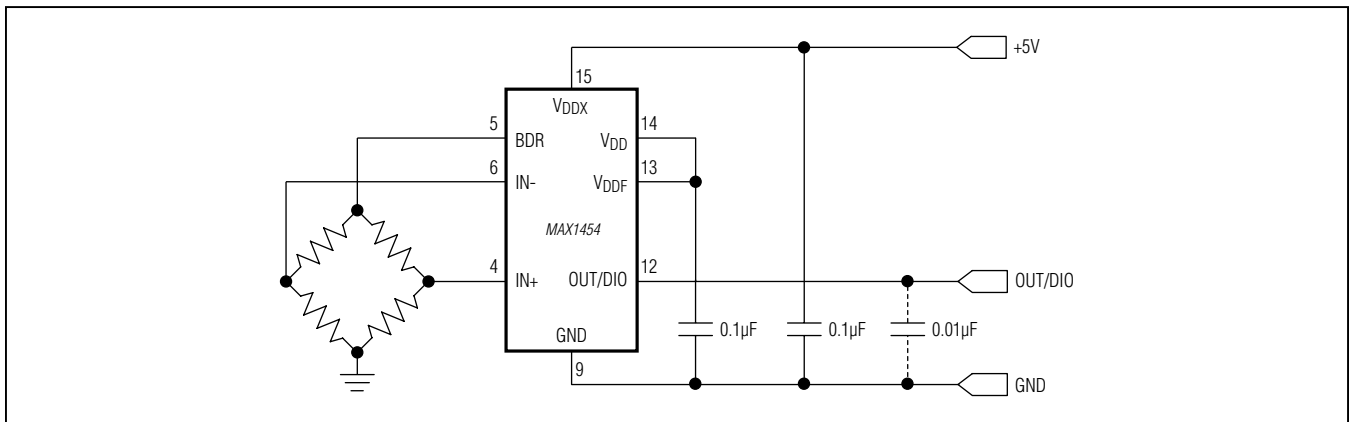 +5V
15
VDDX
5
14
BDR
VDD
6
13
IN-
VDDF
MAX1454
4
12
IN+
OUT/DIO
OUT/DIO
0.1µF
0.1µF
0.01µF
GND
9
GND